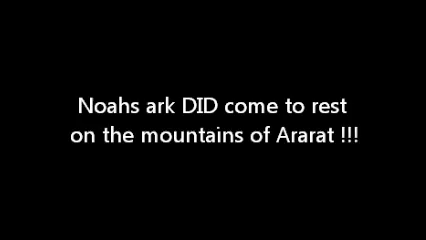 Noahs ark DID come to rest
on the mountains of Ararat !!!